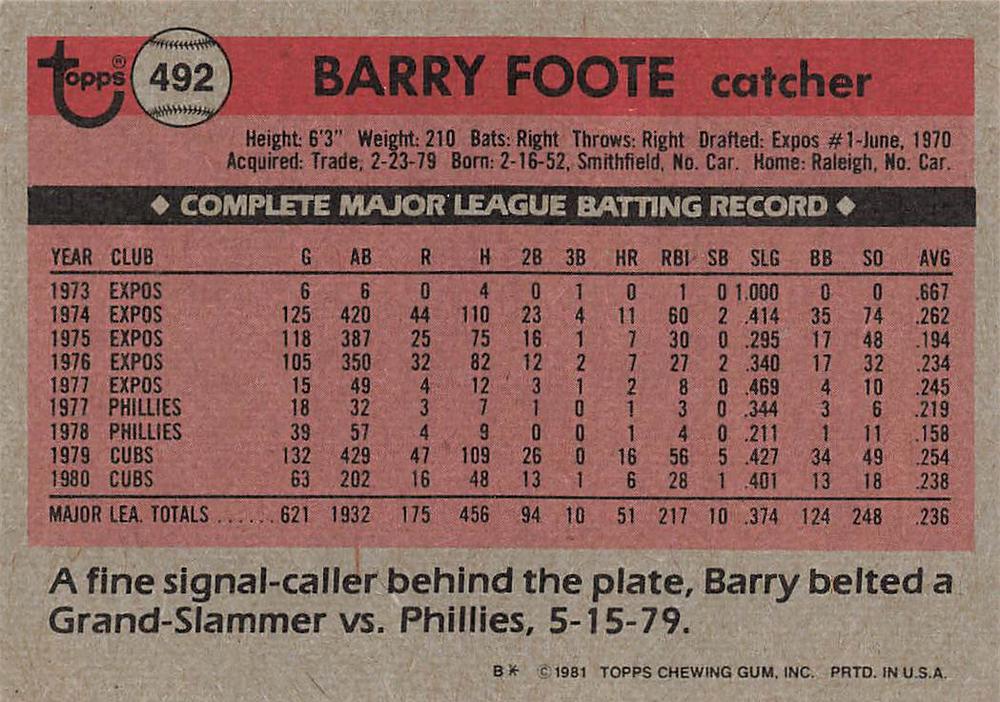 Topps® 492 BARRY FOOTE catcher
Height: 6'3" Weight: 210 Bats: Right Throws: Right Drafted: Expos #1-June, 1970
Acquired: Trade, 2-23-79 Born: 2-16-52, Smithfield, No. Car. Home: Raleigh, No. Car.
◆ COMPLETE MAJOR LEAGUE BATTING RECORD ◆
YEAR CLUB G AB R H 2B 3B HR RBI SB SLG BB SO AVG
1973 EXPOS 6 6 0 4 0 1 0 1 0 1.000 0 0 .667
1974 EXPOS 125 420 44 110 23 4 11 60 2 .414 35 74 .262
1975 EXPOS 118 387 25 75 16 1 7 30 0 .295 17 48 .194
1976 EXPOS 105 350 32 82 12 2 7 27 2 .340 17 32 .234
1977 EXPOS 15 49 4 12 3 1 2 8 0 .469 4 10 .245
1977 PHILLIES 18 32 3 7 1 0 1 3 0 .344 3 6 .219
1978 PHILLIES 39 57 4 9 0 0 1 4 0 .211 1 11 .158
1979 CUBS 132 429 47 109 26 0 16 56 5 .427 34 49 .254
1980 CUBS 63 202 16 48 13 1 6 28 1 .401 13 18 .238
MAJOR LEA. TOTALS ...... 621 1932 175 456 94 10 51 217 10 .374 124 248 .236
A fine signal-caller behind the plate, Barry belted a
Grand-Slammer vs. Phillies, 5-15-79.
B* ©1981 TOPPS CHEWING GUM, INC. PRTD. IN U.S.A.